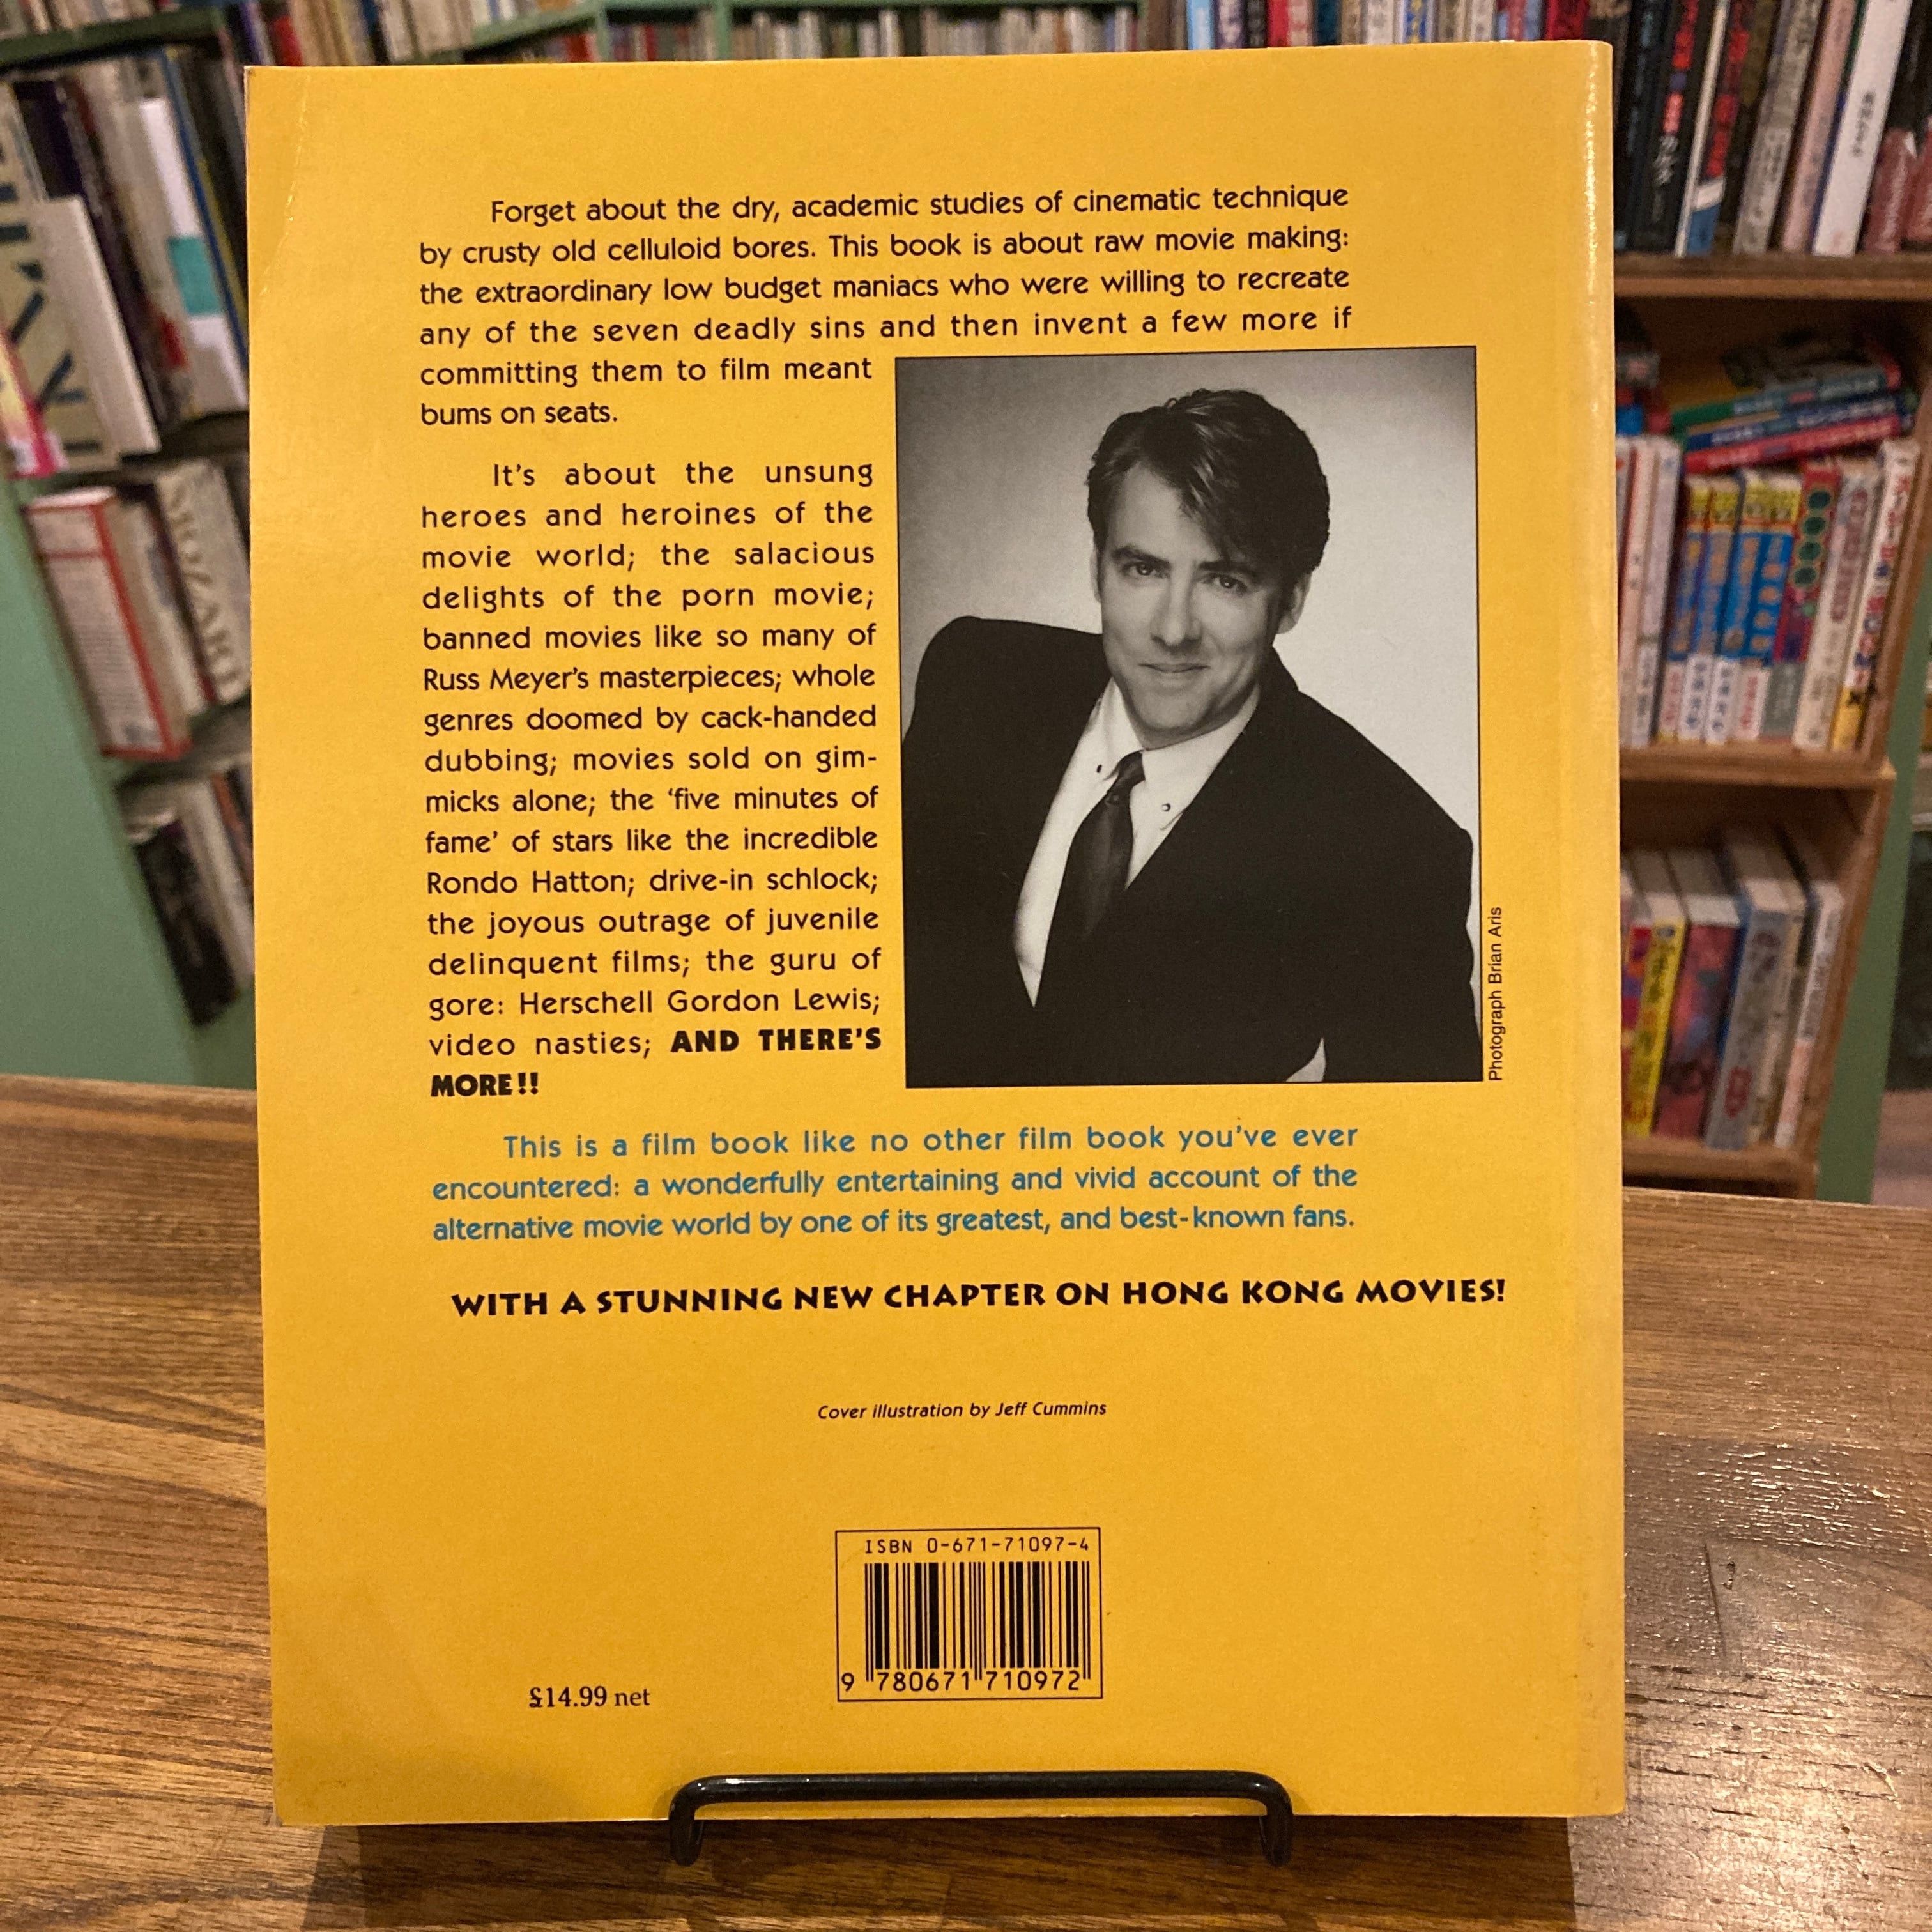 Forget about the dry, academic studies of cinematic technique
by crusty old celluloid bores. This book is about raw movie making:
the extraordinary low budget maniacs who were willing to recreate
any of the seven deadly sins and then invent a few more if
committing them to film meant
bums on seats.
It's about the unsung
heroes and heroines of the
movie world; the salacious
delights of the porn movie;
banned movies like so many of
Russ Meyer's masterpieces; whole
genres doomed by cack-handed
dubbing; movies sold on gim-
micks alone; the ‘five minutes of
fame’ of stars like the incredible
Rondo Hatton; drive-in schlock;
the joyous outrage of juvenile
delinquent films; the guru of
gore: Herschell Gordon Lewis;
video nasties; AND THERE'S
MORE!!
Photograph Brian Aris
This is a film book like no other film book you've ever
encountered: a wonderfully entertaining and vivid account of the
alternative movie world by one of its greatest, and best-known fans.
WITH A STUNNING NEW CHAPTER ON HONG KONG MOVIES!
Cover illustration by Jeff Cummins
ISBN 0-671-71097-4
9 780671 710972
£14.99 net
MOZART